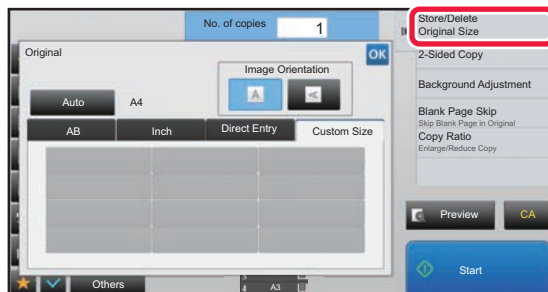 No. of copies
1
Store/Delete
Original Size
Original
OK
2-Sided Copy
Image Orientation
A
A
Background Adjustment
Auto
A4
Blank Page Skip
Skip Blank Page in Original
AB
Inch
Direct Entry
Custom Size
Copy Ratio
Enlarge/Reduce Copy
Preview
CA
Start
Others
4
A3